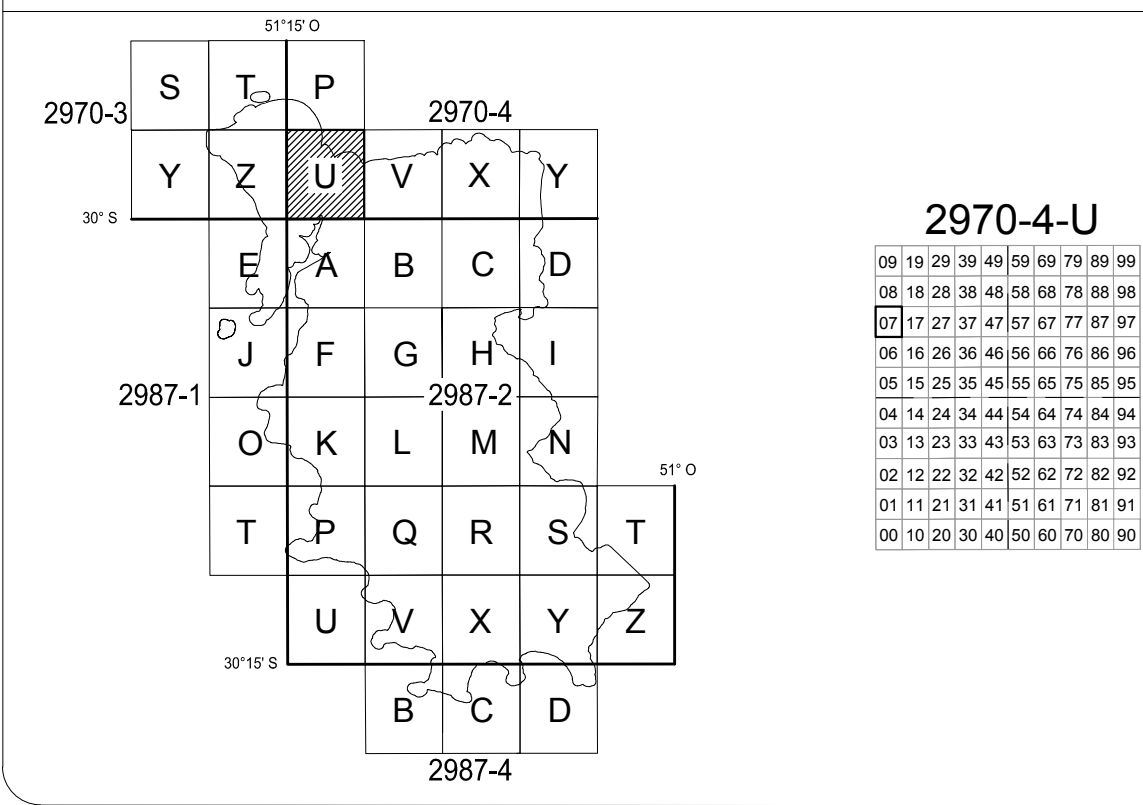 51°15' O
S T P
2970-3 2970-4
Y Z U V X Y
30° S
E A B C D
J F G H I
2987-1 2987-2
O K L M N
51° O
T P Q R S T
U V X Y Z
30°15' S
B C D
2987-4
2970-4-U
09 19 29 39 49 59 69 79 89 99
08 18 28 38 48 58 68 78 88 98
07 17 27 37 47 57 67 77 87 97
06 16 26 36 46 56 66 76 86 96
05 15 25 35 45 55 65 75 85 95
04 14 24 34 44 54 64 74 84 94
03 13 23 33 43 53 63 73 83 93
02 12 22 32 42 52 62 72 82 92
01 11 21 31 41 51 61 71 81 91
00 10 20 30 40 50 60 70 80 90